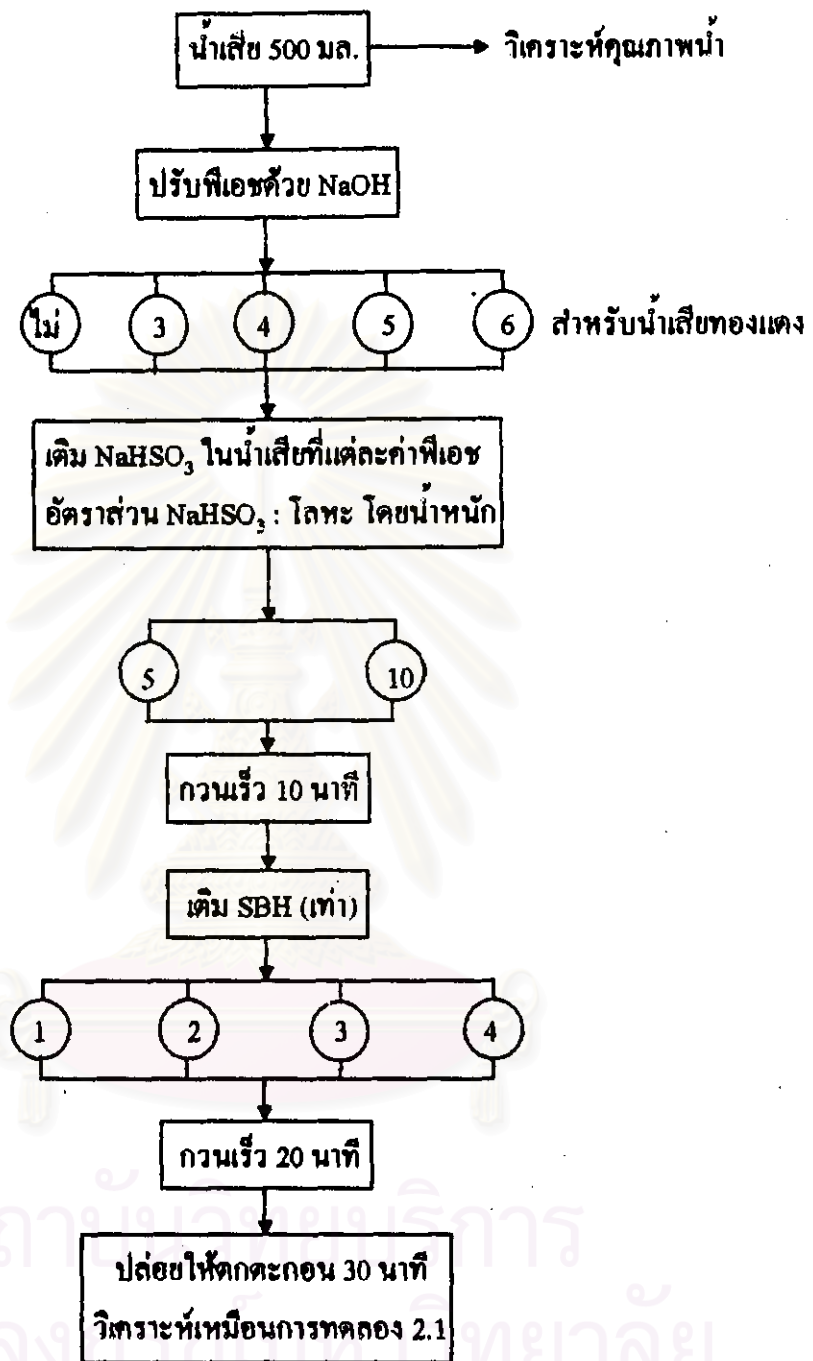 น้ำเสีย 500 มล.
วิเคราะห์คุณภาพน้ำ
ปรับพีเอชด้วย NaOH
ไม่ 3 4 5 6 สำหรับน้ำเสียทองแดง
เติม NaHSO₃ ในน้ำเสียที่แต่ละค่าพีเอช
อัตราส่วน NaHSO₃ : โลหะ โดยน้ำหนัก
5 10
กวนเร็ว 10 นาที
เติม SBH (เท่า)
1 2 3 4
กวนเร็ว 20 นาที
ปล่อยให้ตกตะกอน 30 นาที
วิเคราะห์เหมือนการทดลอง 2.1